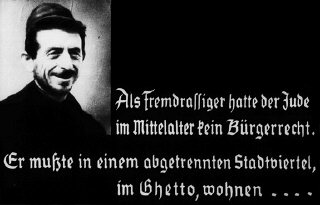 Als Fremdrassiger hatte der Jude
im Mittelalter kein Bürgerrecht.
Er mußte in einem abgetrennten Stadtviertel,
im Ghetto, wohnen . . . .